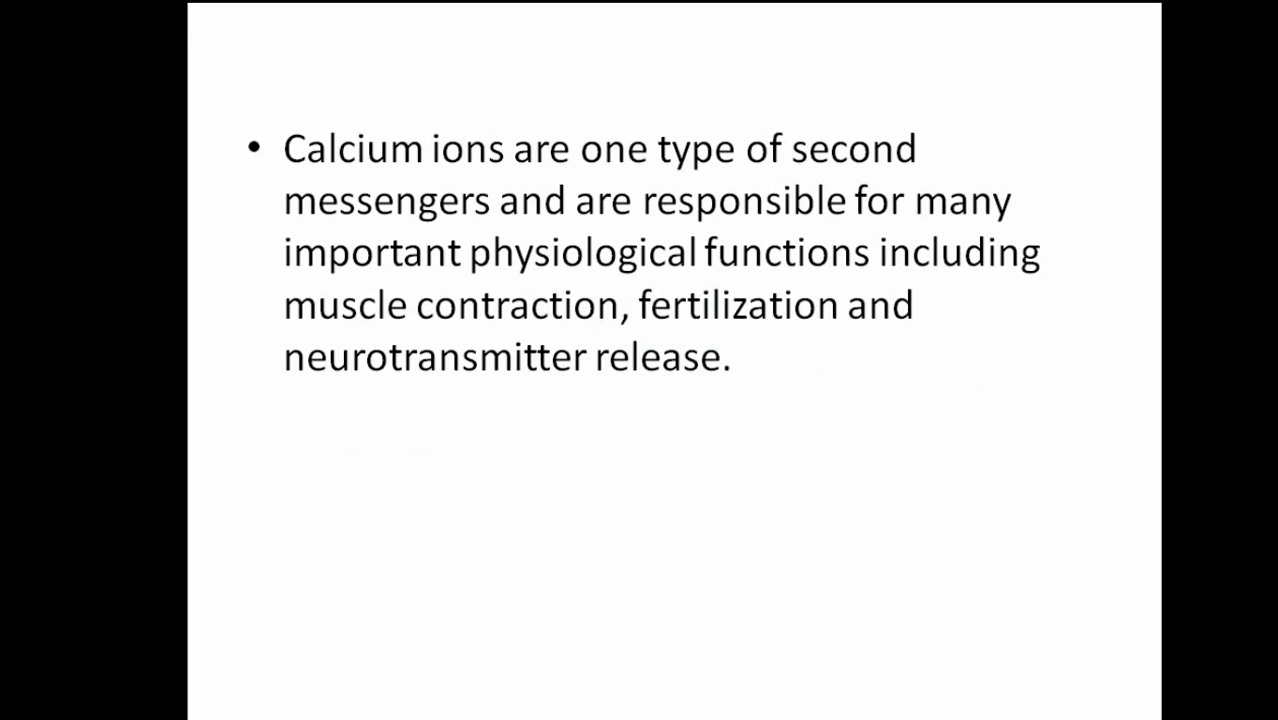 • Calcium ions are one type of second
messengers and are responsible for many
important physiological functions including
muscle contraction, fertilization and
neurotransmitter release.